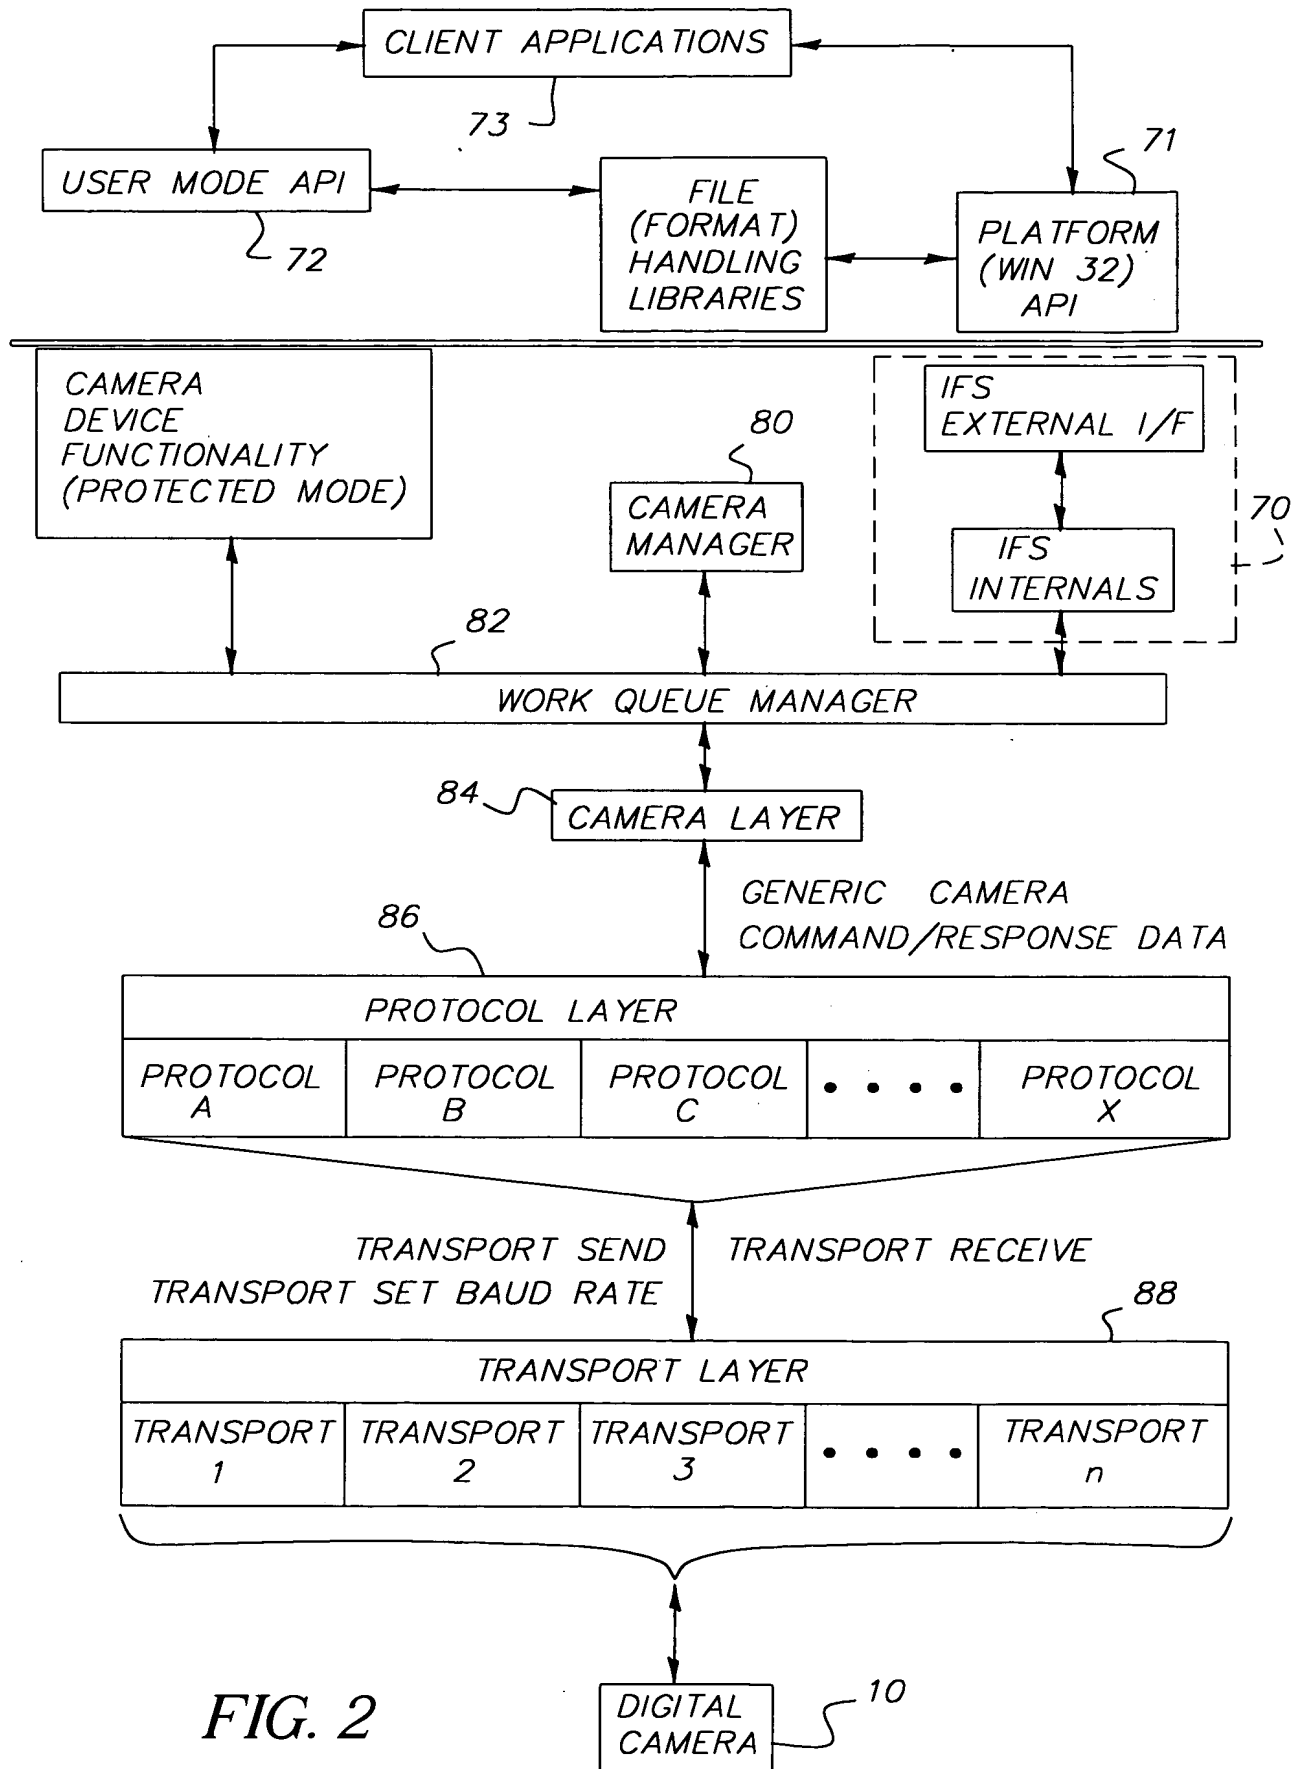 CLIENT APPLICATIONS
73
71
USER MODE API
72
FILE
(FORMAT)
HANDLING
LIBRARIES
PLATFORM
(WIN 32)
API
CAMERA
DEVICE
FUNCTIONALITY
(PROTECTED MODE)
80
CAMERA
MANAGER
IFS
EXTERNAL I/F
70
IFS
INTERNALS
82
WORK QUEUE MANAGER
84
CAMERA LAYER
GENERIC CAMERA
COMMAND/RESPONSE DATA
86
PROTOCOL LAYER
PROTOCOL
A
PROTOCOL
B
PROTOCOL
C
• • • •
PROTOCOL
X
TRANSPORT SEND
TRANSPORT SET BAUD RATE
TRANSPORT RECEIVE
88
TRANSPORT LAYER
TRANSPORT
1
TRANSPORT
2
TRANSPORT
3
• • • •
TRANSPORT
n
DIGITAL
CAMERA
10
FIG. 2